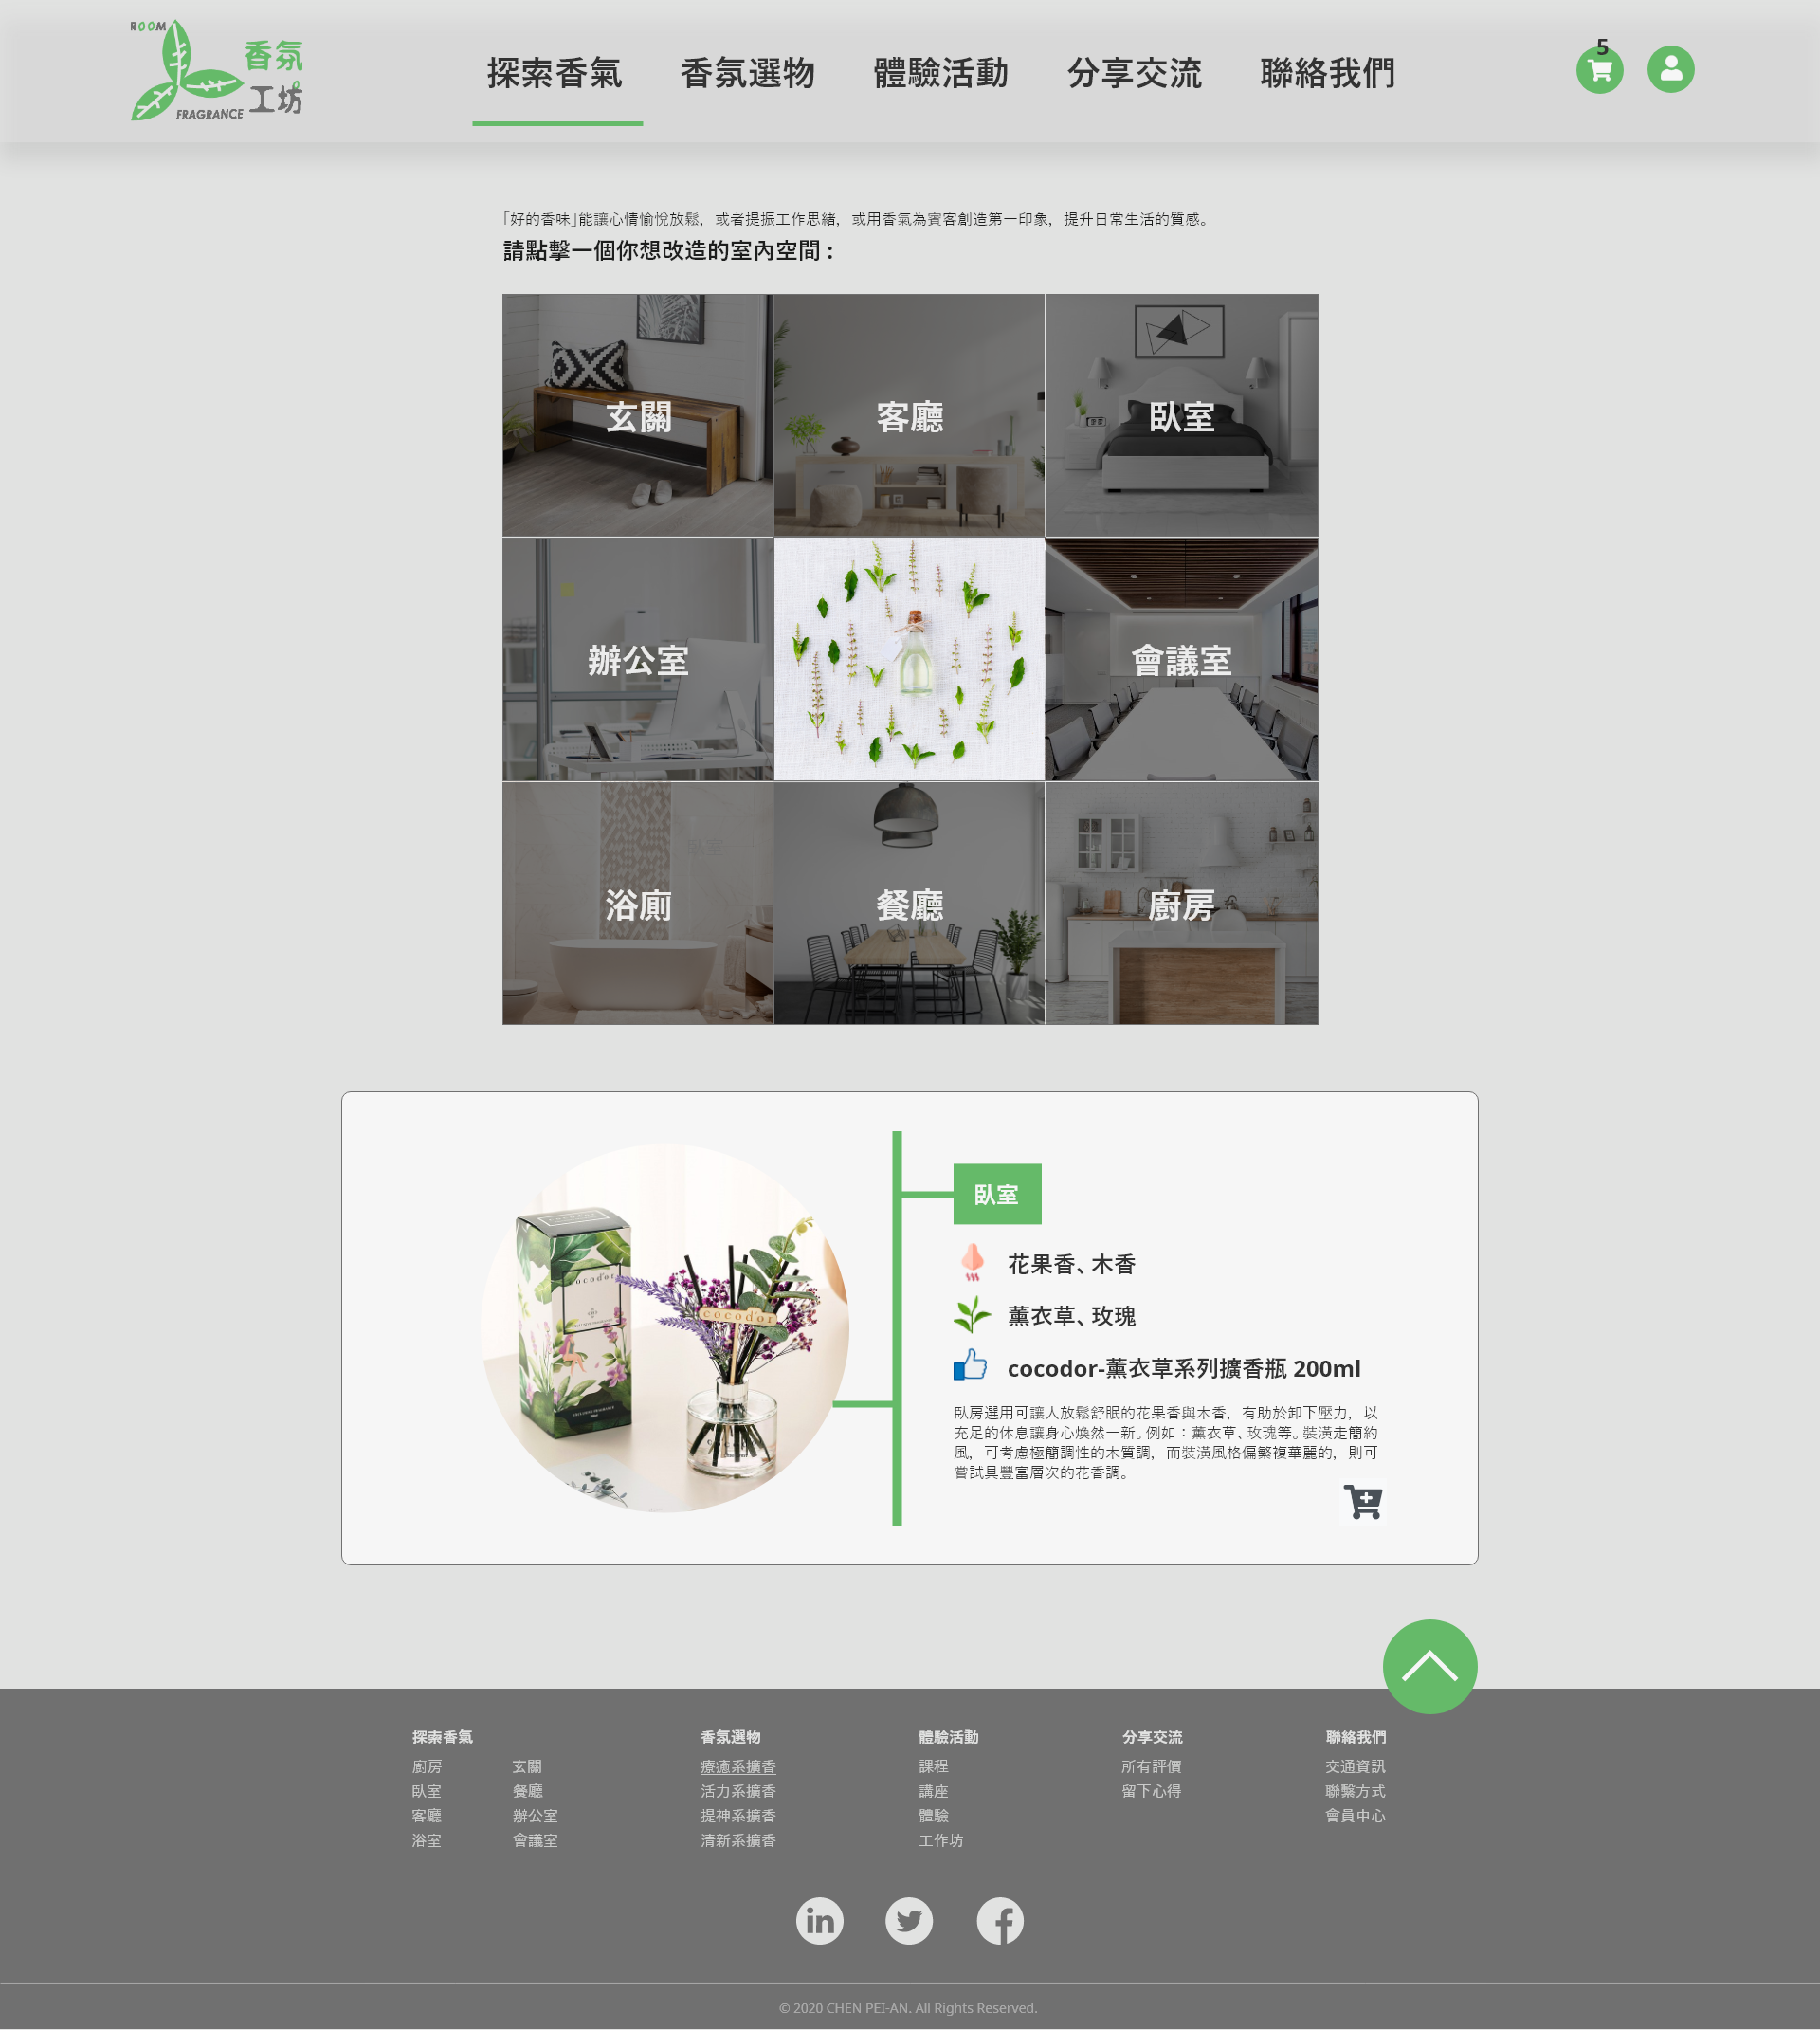 ROOM
香氛
工坊
FRAGRANCE
探索香氣 香氛選物 體驗活動 分享交流 聯絡我們
5
「好的香味」能讓心情愉悅放鬆，或者提振工作思緒，或用香氣為賓客創造第一印象，提升日常生活的質感。
請點擊一個你想改造的室內空間：
玄關 客廳 臥室
辦公室 會議室
浴廁 餐廳 廚房
臥室
花果香、木香
薰衣草、玫瑰
cocodor-薰衣草系列擴香瓶 200ml
臥房選用可讓人放鬆舒眠的花果香與木香，有助於卸下壓力，以
充足的休息讓身心煥然一新。例如：薰衣草、玫瑰等。裝潢走簡約
風，可考慮極簡調性的木質調，而裝潢風格偏繁複華麗的，則可
嘗試具豐富層次的花香調。
cocodor
cocodor
cocodor
探索香氣 香氛選物 體驗活動 分享交流 聯絡我們
廚房 玄關 療癒系擴香 課程 所有評價 交通資訊
臥室 餐廳 活力系擴香 講座 留下心得 聯繫方式
客廳 辦公室 提神系擴香 體驗 會員中心
浴室 會議室 清新系擴香 工作坊
© 2020 CHEN PEI-AN. All Rights Reserved.